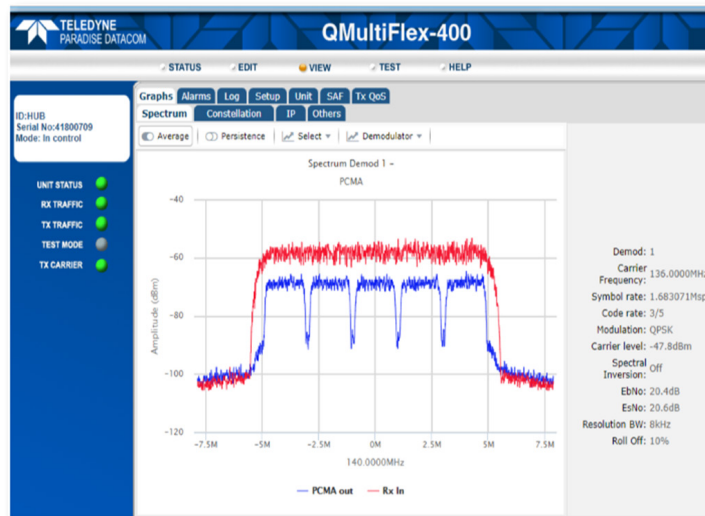 TELEDYNE
PARADISE DATACOM
QMultiFlex-400
STATUS EDIT VIEW TEST HELP
ID:HUB
Serial No:41800709
Mode: In control
UNIT STATUS
RX TRAFFIC
TX TRAFFIC
TEST MODE
TX CARRIER
Graphs Alarms Log Setup Unit SAF Tx QoS
Spectrum Constellation IP Others
Average Persistence Select Demodulator
Spectrum Demod 1 -
PCMA
Amplitude (dBm)
-40
-60
-80
-100
-120
-7.5M -5M -2.5M 0M 2.5M 5M 7.5M
140.0000MHz
PCMA out Rx In
Demod: 1
Carrier Frequency: 136.0000MHz
Symbol rate: 1.683071Msp
Code rate: 3/5
Modulation: QPSK
Carrier level: -47.8dBm
Spectral Inversion: Off
EbNo: 20.4dB
EsNo: 20.6dB
Resolution BW: 8kHz
Roll Off: 10%